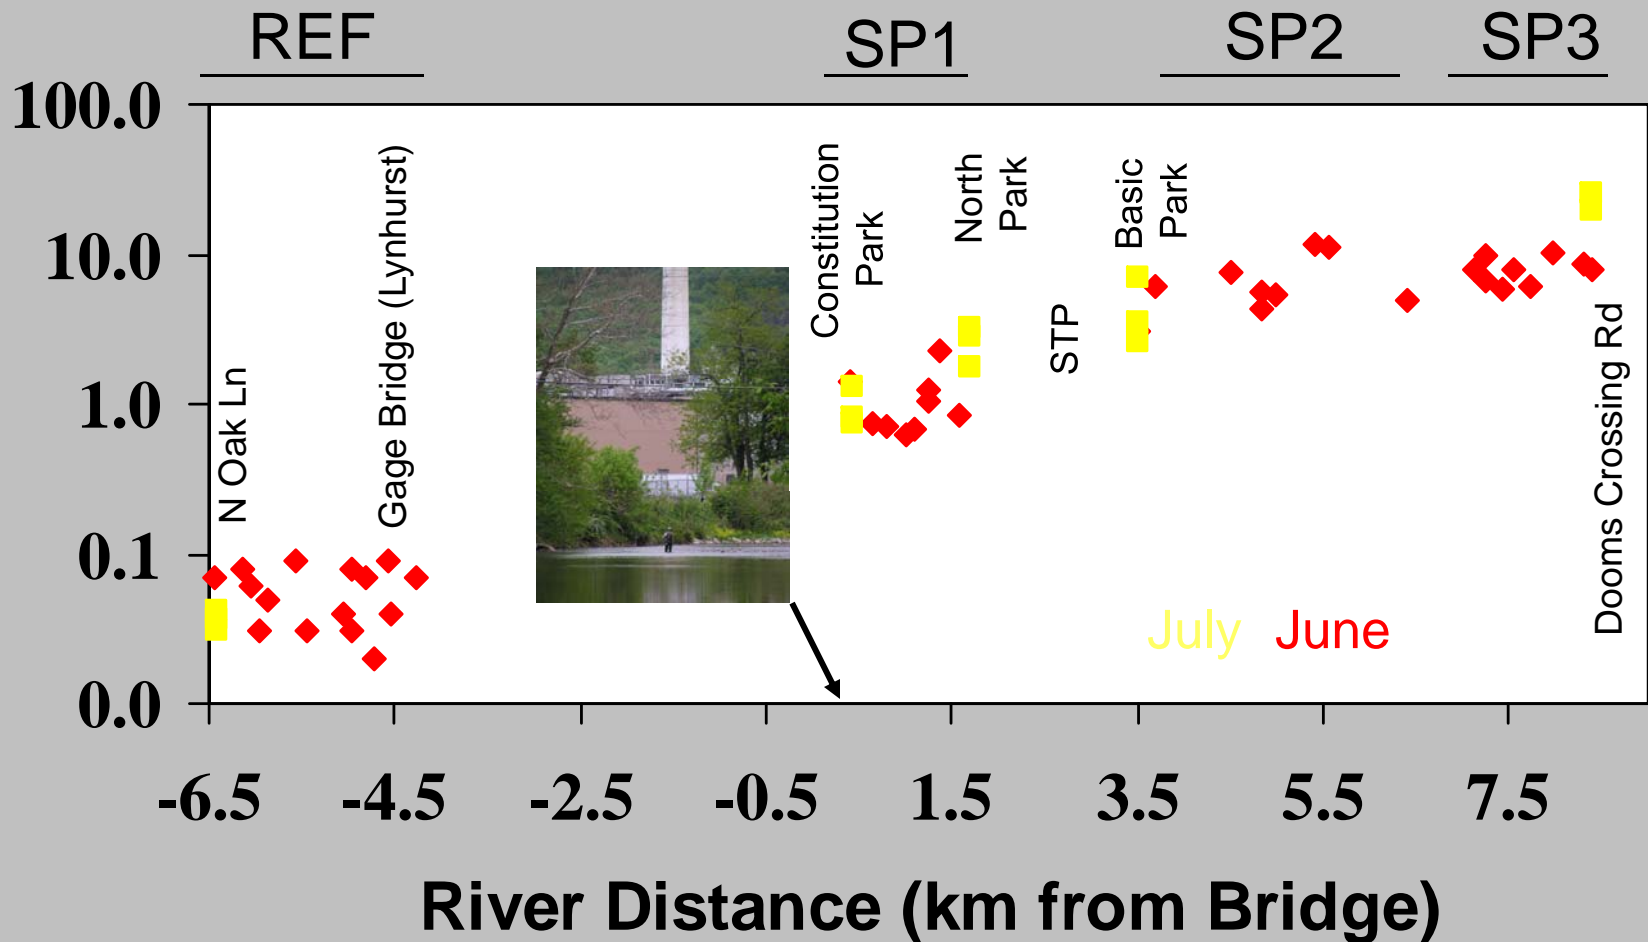 REF SP1 SP2 SP3
100.0
10.0
1.0
0.1
0.0
N Oak Ln
Gage Bridge (Lynhurst)
Constitution
Park
North
Park
STP
Basic
Park
Dooms Crossing Rd
July June
-6.5 -4.5 -2.5 -0.5 1.5 3.5 5.5 7.5
River Distance (km from Bridge)